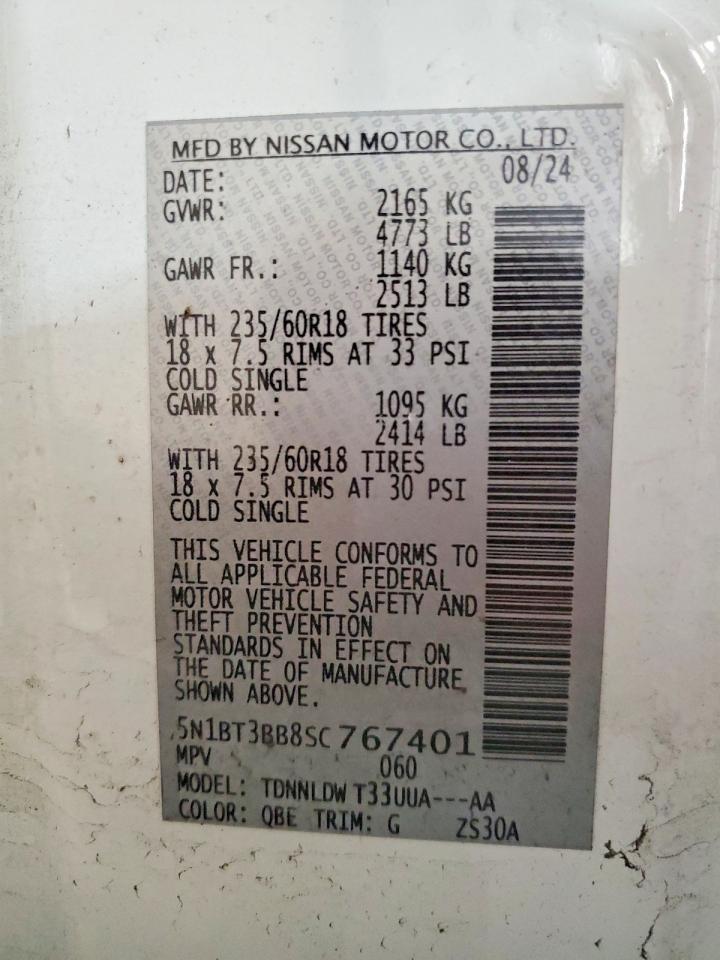 MFD BY NISSAN MOTOR CO., LTD.
DATE: 08/24
GVWR: 2165 KG
4773 LB
GAWR FR.: 1140 KG
2513 LB
WITH 235/60R18 TIRES
18 x 7.5 RIMS AT 33 PSI
COLD SINGLE
GAWR RR.: 1095 KG
2414 LB
WITH 235/60R18 TIRES
18 x 7.5 RIMS AT 30 PSI
COLD SINGLE
THIS VEHICLE CONFORMS TO
ALL APPLICABLE FEDERAL
MOTOR VEHICLE SAFETY AND
THEFT PREVENTION
STANDARDS IN EFFECT ON
THE DATE OF MANUFACTURE
SHOWN ABOVE.
5N1BT3BB8SC767401
MPV 060
MODEL: TDNNLDW T33UUA---AA
COLOR: QBE TRIM: G ZS30A